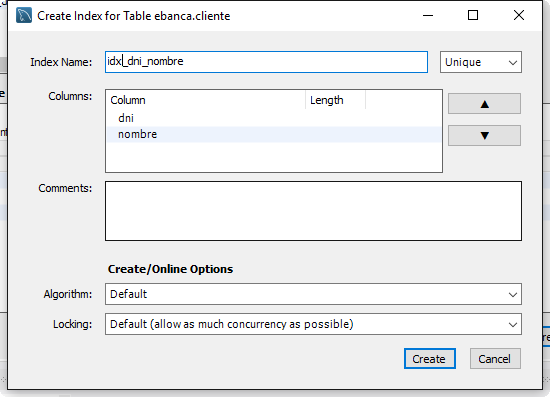 Create Index for Table ebanca.cliente
Index Name: idx_dni_nombre Unique
Columns: Column Length
dni
nombre
Comments:
Create/Online Options
Algorithm: Default
Locking: Default (allow as much concurrency as possible)
Create Cancel